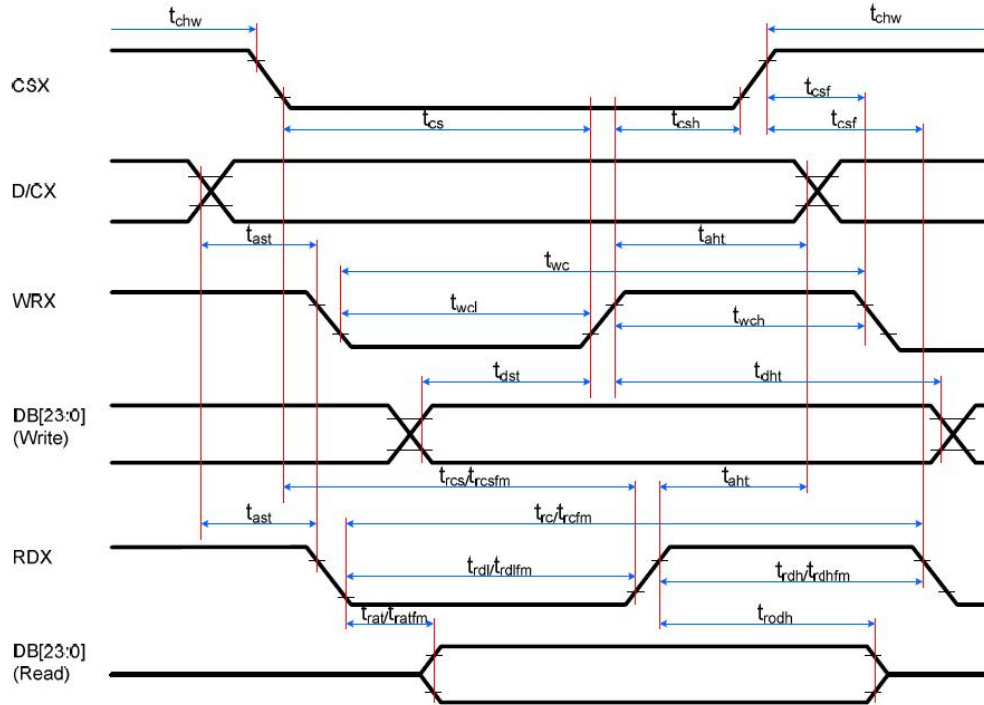 tchw
tchw
CSX
tcsf
tcs
tcsh
tcsf
D/CX
tast
taht
twc
WRX
twcl
twch
tdst
tdht
DB[23:0]
(Write)
trcs/trcsfm
taht
tast
trc/trcfm
RDX
trdl/trdlfm
trdh/trdhfm
trat/tratfm
trodh
DB[23:0]
(Read)